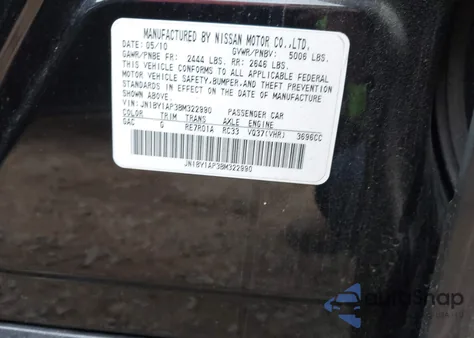 MANUFACTURED BY NISSAN MOTOR CO.,LTD.
DATE: 05/10 GVWR/PNBV: 5006 LBS.
GAWR/PNBE FR: 2444 LBS. RR: 2646 LBS.
THIS VEHICLE CONFORMS TO ALL APPLICABLE FEDERAL
MOTOR VEHICLE SAFETY,BUMPER,AND THEFT PREVENTION
STANDARDS IN EFFECT ON THE DATE OF MANUFACTURE
SHOWN ABOVE.
VIN: JN1BY1AP3BM322990 PASSENGER CAR
COLOR TRIM TRANS AXLE ENGINE
GAC G RE7R01A RC33 VQ37(VHR) 3696CC
JN1BY1AP3BM322990
autoSnap